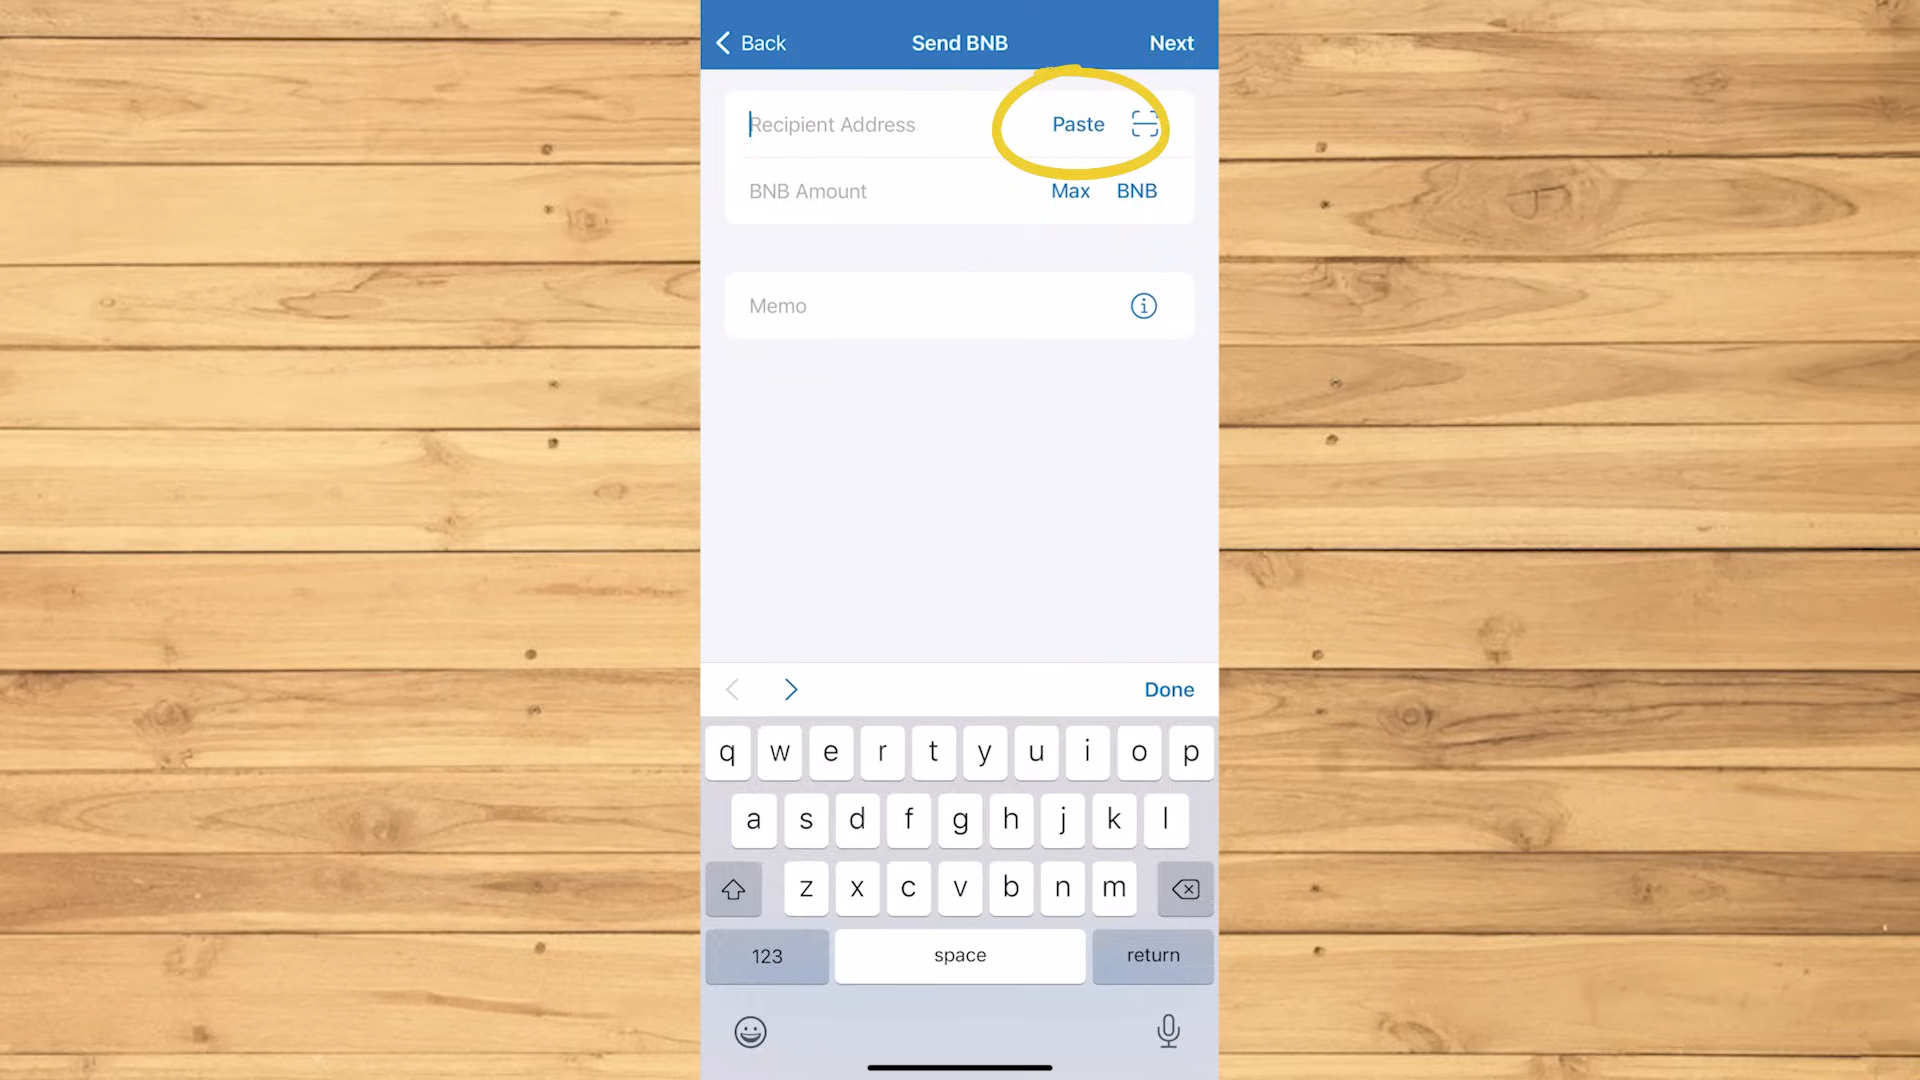 Back Send BNB Next
Recipient Address Paste
BNB Amount Max BNB
Memo
Done
q w e r t y u i o p
a s d f g h j k l
z x c v b n m
123 space return